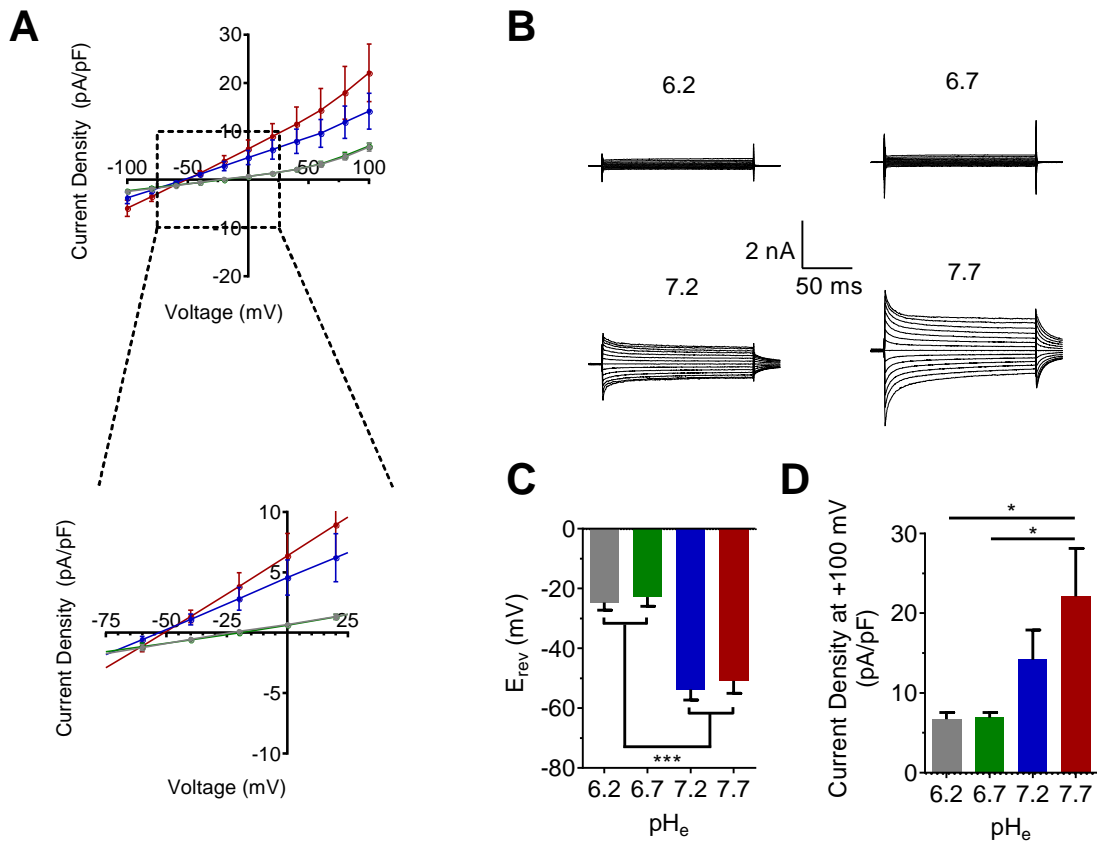 A
Current Density (pA/pF)
30
20
10
-100
-50
50
100
-10
-20
Voltage (mV)
Current Density (pA/pF)
10
5
-75
-50
-25
25
-5
-10
Voltage (mV)
B
6.2
6.7
2 nA
50 ms
7.2
7.7
C
E_rev (mV)
0
-20
-40
-60
-80
***
6.2 6.7 7.2 7.7
pH_e
D
Current Density at +100 mV
(pA/pF)
30
20
10
0
*
*
6.2 6.7 7.2 7.7
pH_e